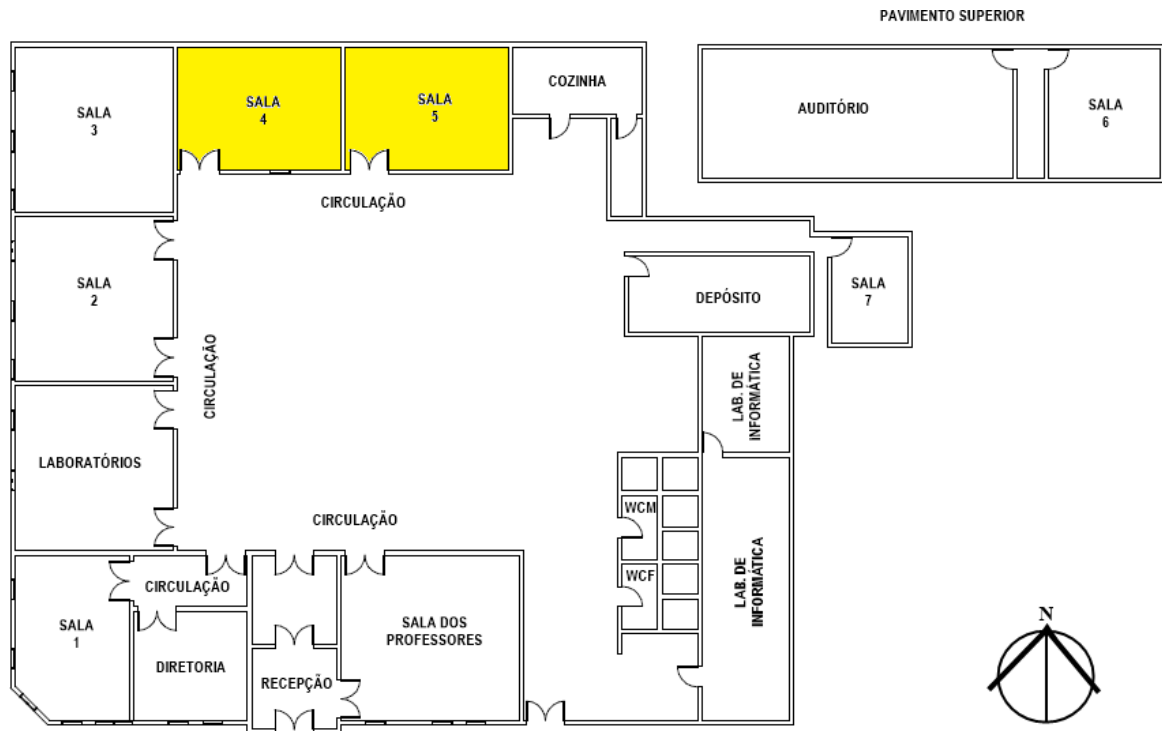 PAVIMENTO SUPERIOR
SALA
3
SALA
4
SALA
5
COZINHA
AUDITÓRIO
SALA
6
CIRCULAÇÃO
SALA
2
DEPÓSITO
SALA
7
CIRCULAÇÃO
LAB. DE
INFORMÁTICA
LABORATÓRIOS
CIRCULAÇÃO
WCM
WCF
LAB. DE
INFORMÁTICA
CIRCULAÇÃO
SALA
1
DIRETORIA
RECEPÇÃO
SALA DOS
PROFESSORES
N